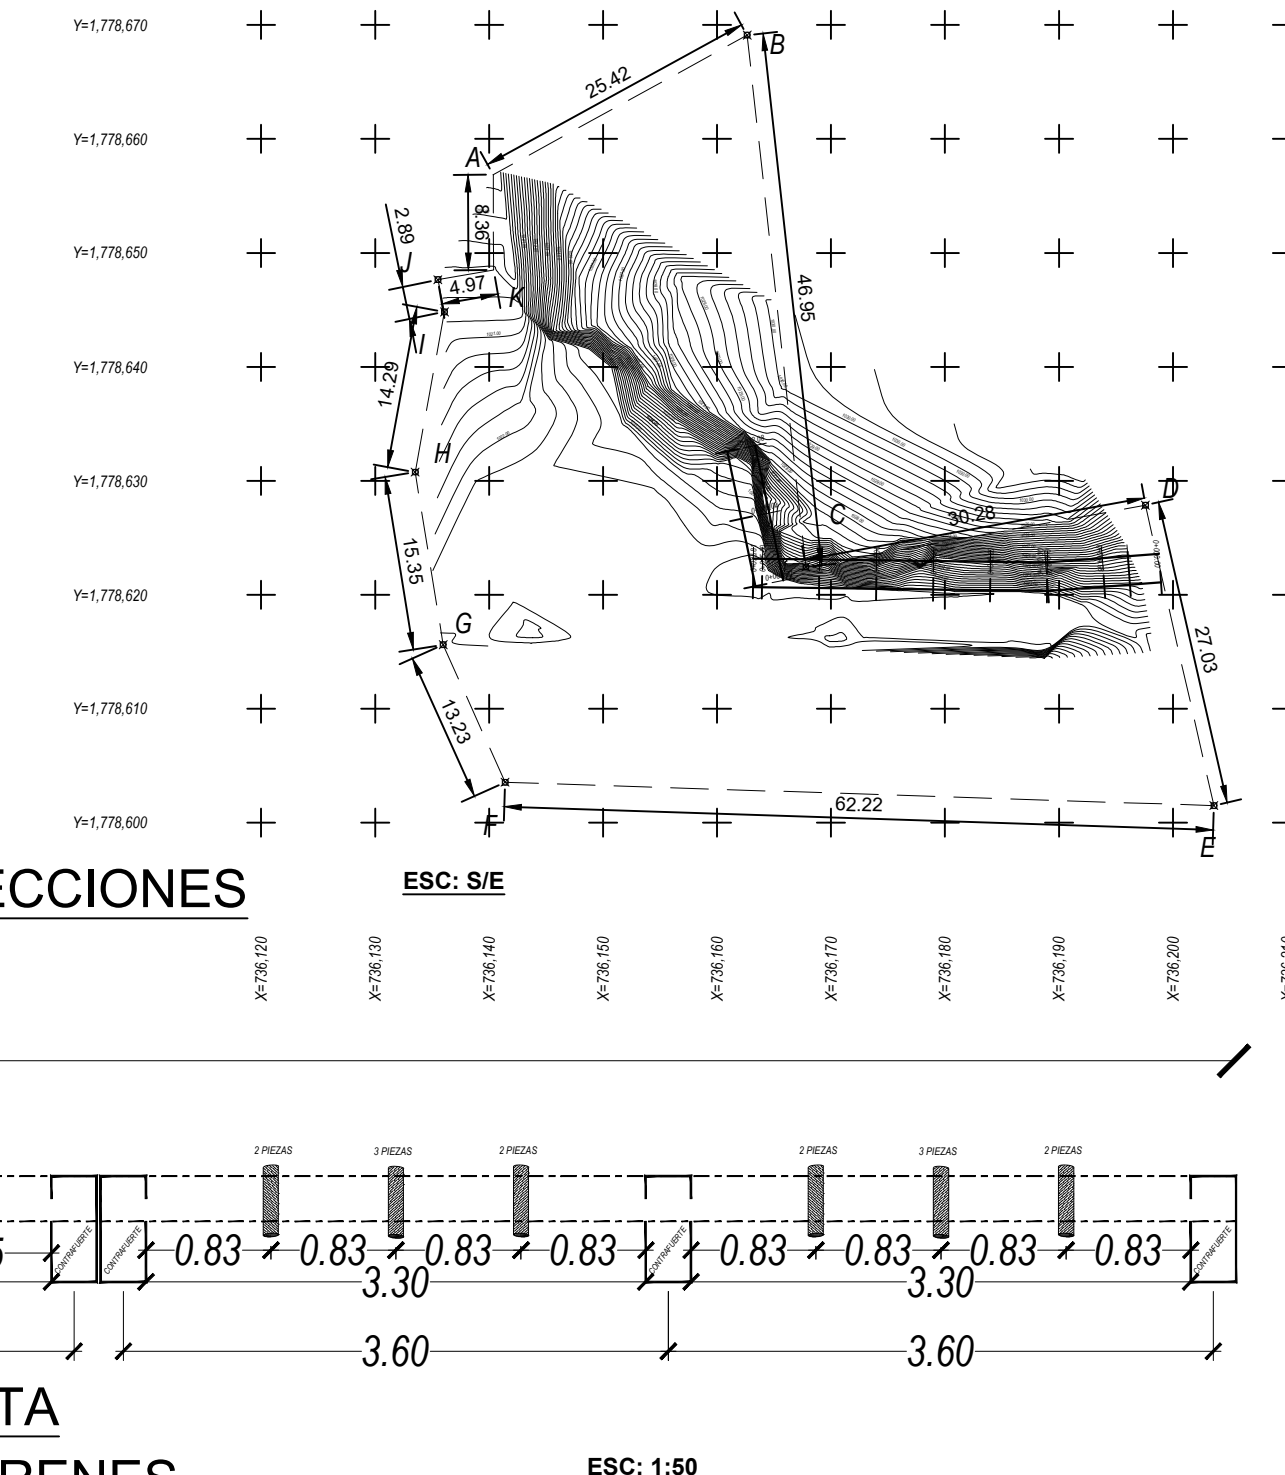 Y=1,778,670
B
25.42
Y=1,778,660
A
8.36
2.89
Y=1,778,650
J
4.97
K
46.95
I
Y=1,778,640
14.29
H
Y=1,778,630
D
C
30.28
15.35
Y=1,778,620
G
27.03
Y=1,778,610
13.23
62.22
Y=1,778,600
F
E
ECCIONES
ESC: S/E
X=736,120
X=736,130
X=736,140
X=736,150
X=736,160
X=736,170
X=736,180
X=736,190
X=736,200
X=736,210
2 PIEZAS
3 PIEZAS
2 PIEZAS
2 PIEZAS
3 PIEZAS
2 PIEZAS
CONTRAFUERTE
CONTRAFUERTE
CONTRAFUERTE
CONTRAFUERTE
0.83 0.83 0.83 0.83 0.83 0.83 0.83 0.83
3.30 3.30
3.60 3.60
TA
RENES
ESC: 1:50